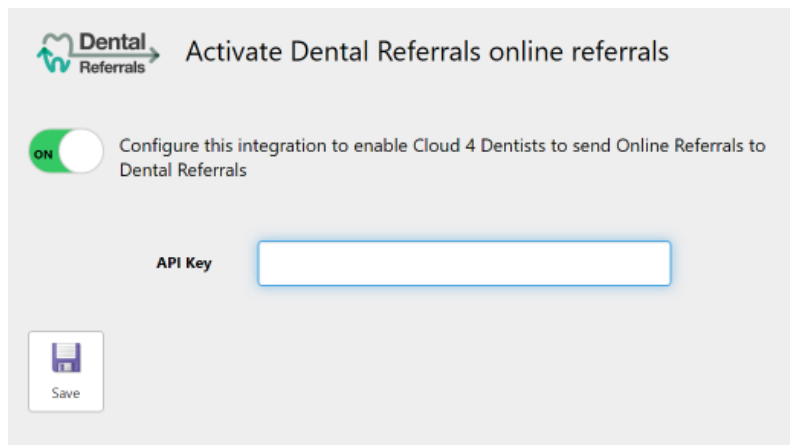 Dental
Referrals
Activate Dental Referrals online referrals
ON
Configure this integration to enable Cloud 4 Dentists to send Online Referrals to
Dental Referrals
API Key
Save